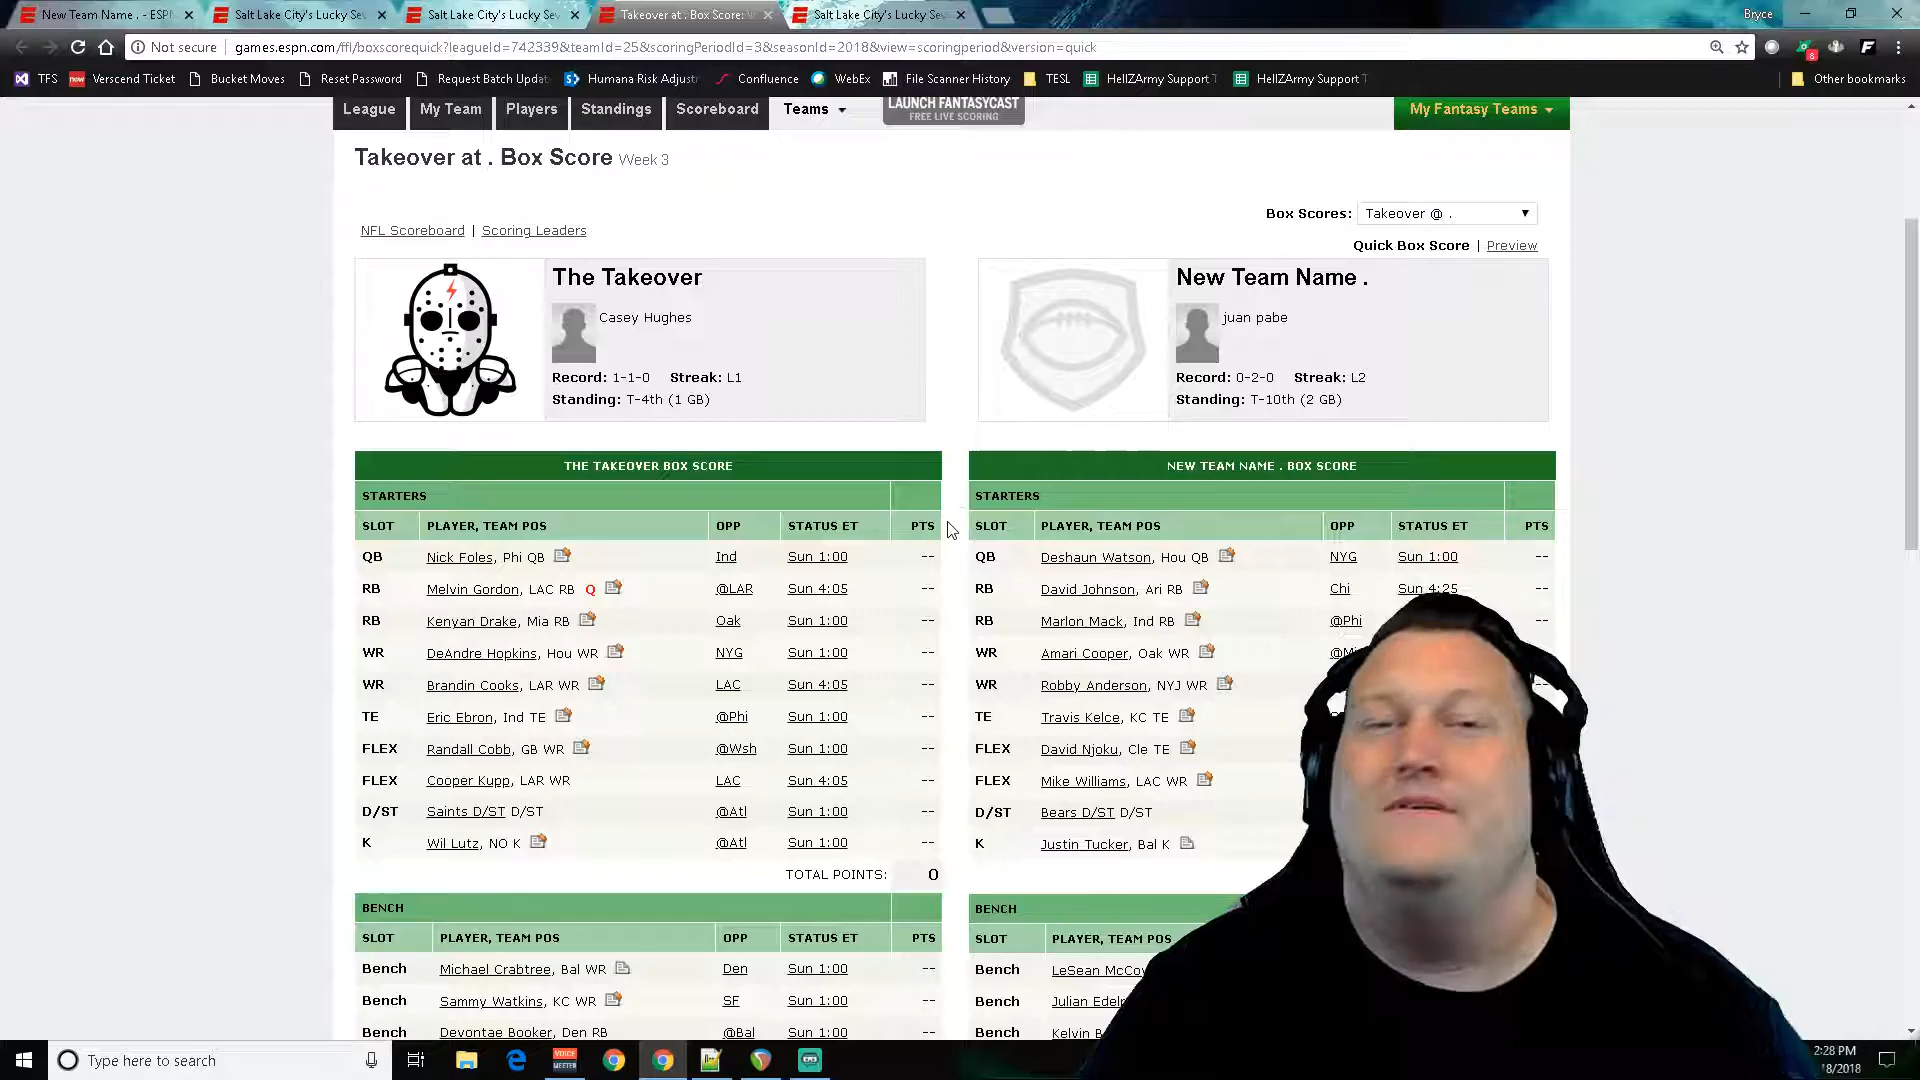 New Team Name . - ESPN
Salt Lake City's Lucky Sev
Salt Lake City's Lucky Sev
Takeover at . Box Score:
Salt Lake City's Lucky Sev
Bryce
Not secure
games.espn.com/ffl/boxscorequick?leagueId=742339&teamId=25&scoringPeriodId=3&seasonId=2018&view=scoringperiod&version=quick
TFS
now
Verscend Ticket
Bucket Moves
Reset Password
Request Batch Updat
Humana Risk Adjustr
Confluence
WebEx
File Scanner History
TESL
HellZArmy Support
HellZArmy Support
Other bookmarks
League My Team Players Standings Scoreboard Teams
LAUNCH FANTASYCAST
FREE LIVE SCORING
My Fantasy Teams
Takeover at . Box Score Week 3
Box Scores: Takeover @ .
NFL Scoreboard | Scoring Leaders
Quick Box Score | Preview
The Takeover
Casey Hughes
Record: 1-1-0 Streak: L1
Standing: T-4th (1 GB)
New Team Name .
juan pabe
Record: 0-2-0 Streak: L2
Standing: T-10th (2 GB)
THE TAKEOVER BOX SCORE
STARTERS
SLOT PLAYER, TEAM POS OPP STATUS ET PTS
QB Nick Foles, Phi QB Ind Sun 1:00 --
RB Melvin Gordon, LAC RB Q @LAR Sun 4:05 --
RB Kenyan Drake, Mia RB Oak Sun 1:00 --
WR DeAndre Hopkins, Hou WR NYG Sun 1:00 --
WR Brandin Cooks, LAR WR LAC Sun 4:05 --
TE Eric Ebron, Ind TE @Phi Sun 1:00 --
FLEX Randall Cobb, GB WR @Wsh Sun 1:00 --
FLEX Cooper Kupp, LAR WR LAC Sun 4:05 --
D/ST Saints D/ST D/ST @Atl Sun 1:00 --
K Wil Lutz, NO K @Atl Sun 1:00 --
TOTAL POINTS: 0
BENCH
SLOT PLAYER, TEAM POS OPP STATUS ET PTS
Bench Michael Crabtree, Bal WR Den Sun 1:00 --
Bench Sammy Watkins, KC WR SF Sun 1:00 --
Bench Devontae Booker, Den RB @Bal Sun 1:00 --
NEW TEAM NAME . BOX SCORE
STARTERS
SLOT PLAYER, TEAM POS OPP STATUS ET PTS
QB Deshaun Watson, Hou QB NYG Sun 1:00 --
RB David Johnson, Ari RB Chi Sun 4:25 --
RB Marlon Mack, Ind RB @Phi --
WR Amari Cooper, Oak WR
WR Robby Anderson, NYJ WR --
TE Travis Kelce, KC TE
FLEX David Njoku, Cle TE
FLEX Mike Williams, LAC WR
D/ST Bears D/ST D/ST
K Justin Tucker, Bal K
BENCH
SLOT PLAYER, TEAM POS
Bench LeSean McCoy
Bench Julian Edel
Bench Kelvin B
Type here to search
VOICE MEETER
2:28 PM
18/2018